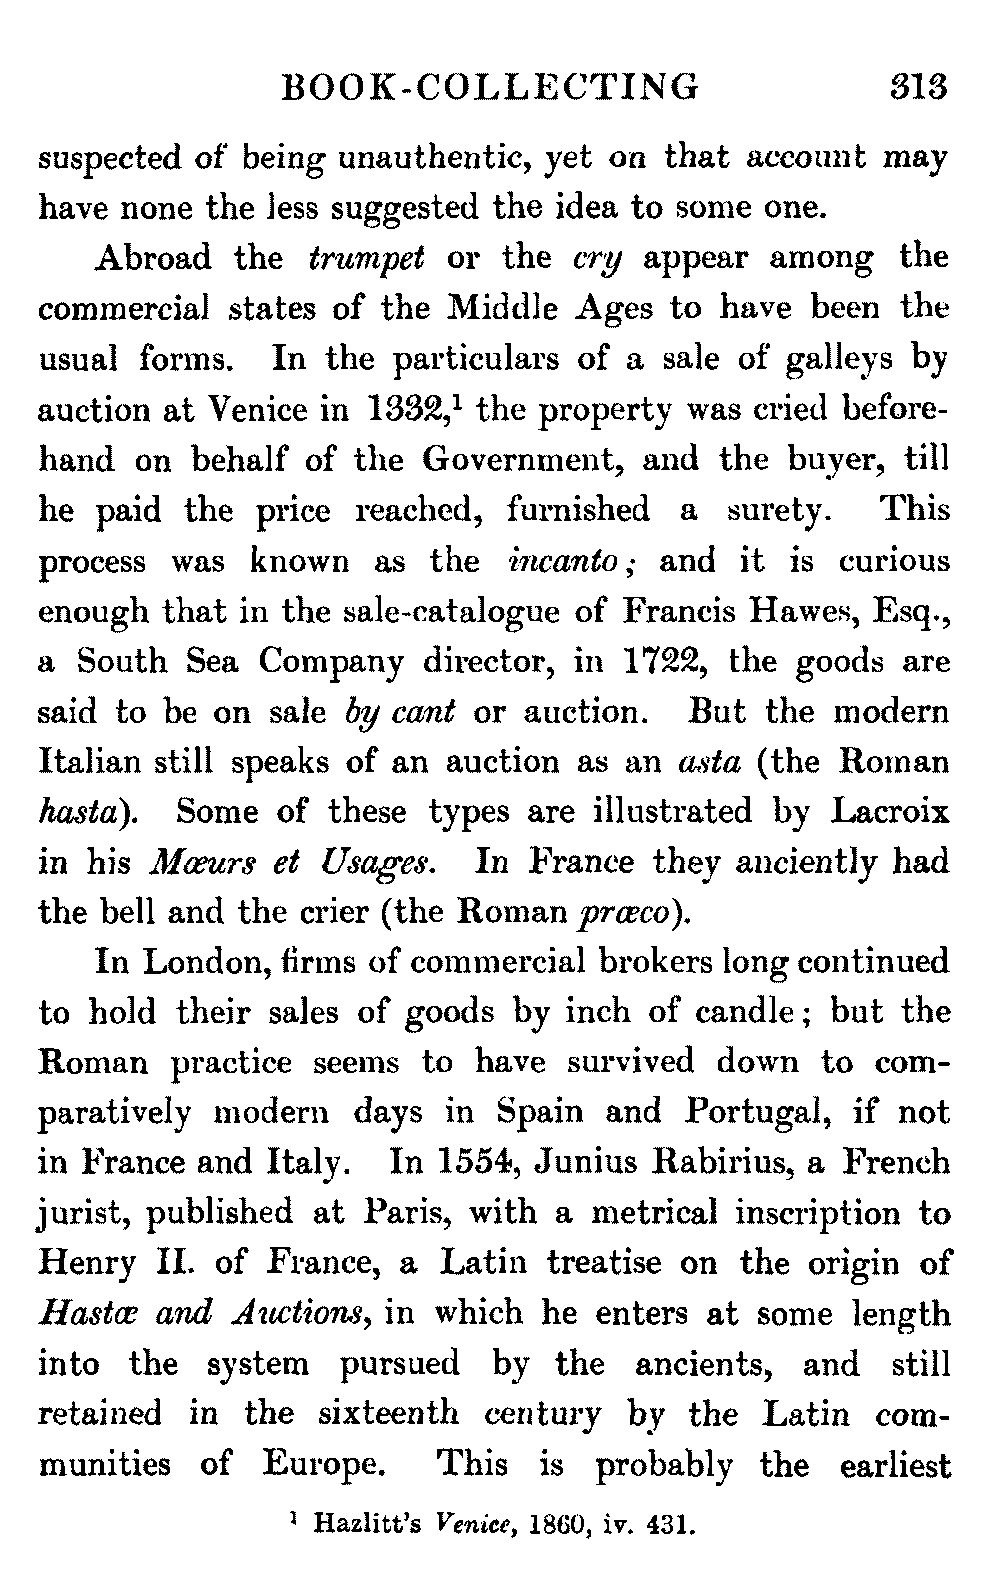 BOOK-COLLECTING 313
suspected of being unauthentic, yet on that account may
have none the less suggested the idea to some one.
Abroad the trumpet or the cry appear among the
commercial states of the Middle Ages to have been the
usual forms. In the particulars of a sale of galleys by
auction at Venice in 1332,¹ the property was cried before-
hand on behalf of the Government, and the buyer, till
he paid the price reached, furnished a surety. This
process was known as the incanto; and it is curious
enough that in the sale-catalogue of Francis Hawes, Esq.,
a South Sea Company director, in 1722, the goods are
said to be on sale by cant or auction. But the modern
Italian still speaks of an auction as an asta (the Roman
hasta). Some of these types are illustrated by Lacroix
in his Mœurs et Usages. In France they anciently had
the bell and the crier (the Roman præco).
In London, firms of commercial brokers long continued
to hold their sales of goods by inch of candle; but the
Roman practice seems to have survived down to com-
paratively modern days in Spain and Portugal, if not
in France and Italy. In 1554, Junius Rabirius, a French
jurist, published at Paris, with a metrical inscription to
Henry II. of France, a Latin treatise on the origin of
Hastæ and Auctions, in which he enters at some length
into the system pursued by the ancients, and still
retained in the sixteenth century by the Latin com-
munities of Europe. This is probably the earliest
¹ Hazlitt's Venice, 1860, iv. 431.